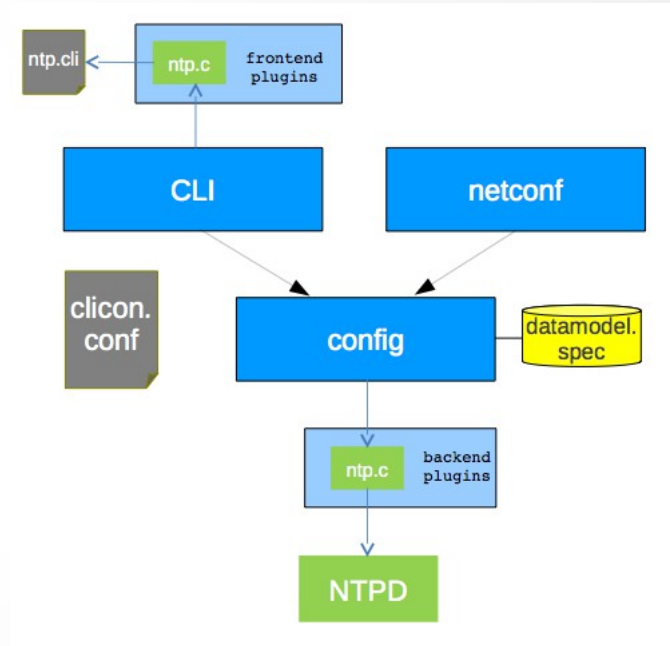 ntp.cli
ntp.c
frontend
plugins
CLI
netconf
clicon.
conf
config
datamodel.
spec
ntp.c
backend
plugins
NTPD